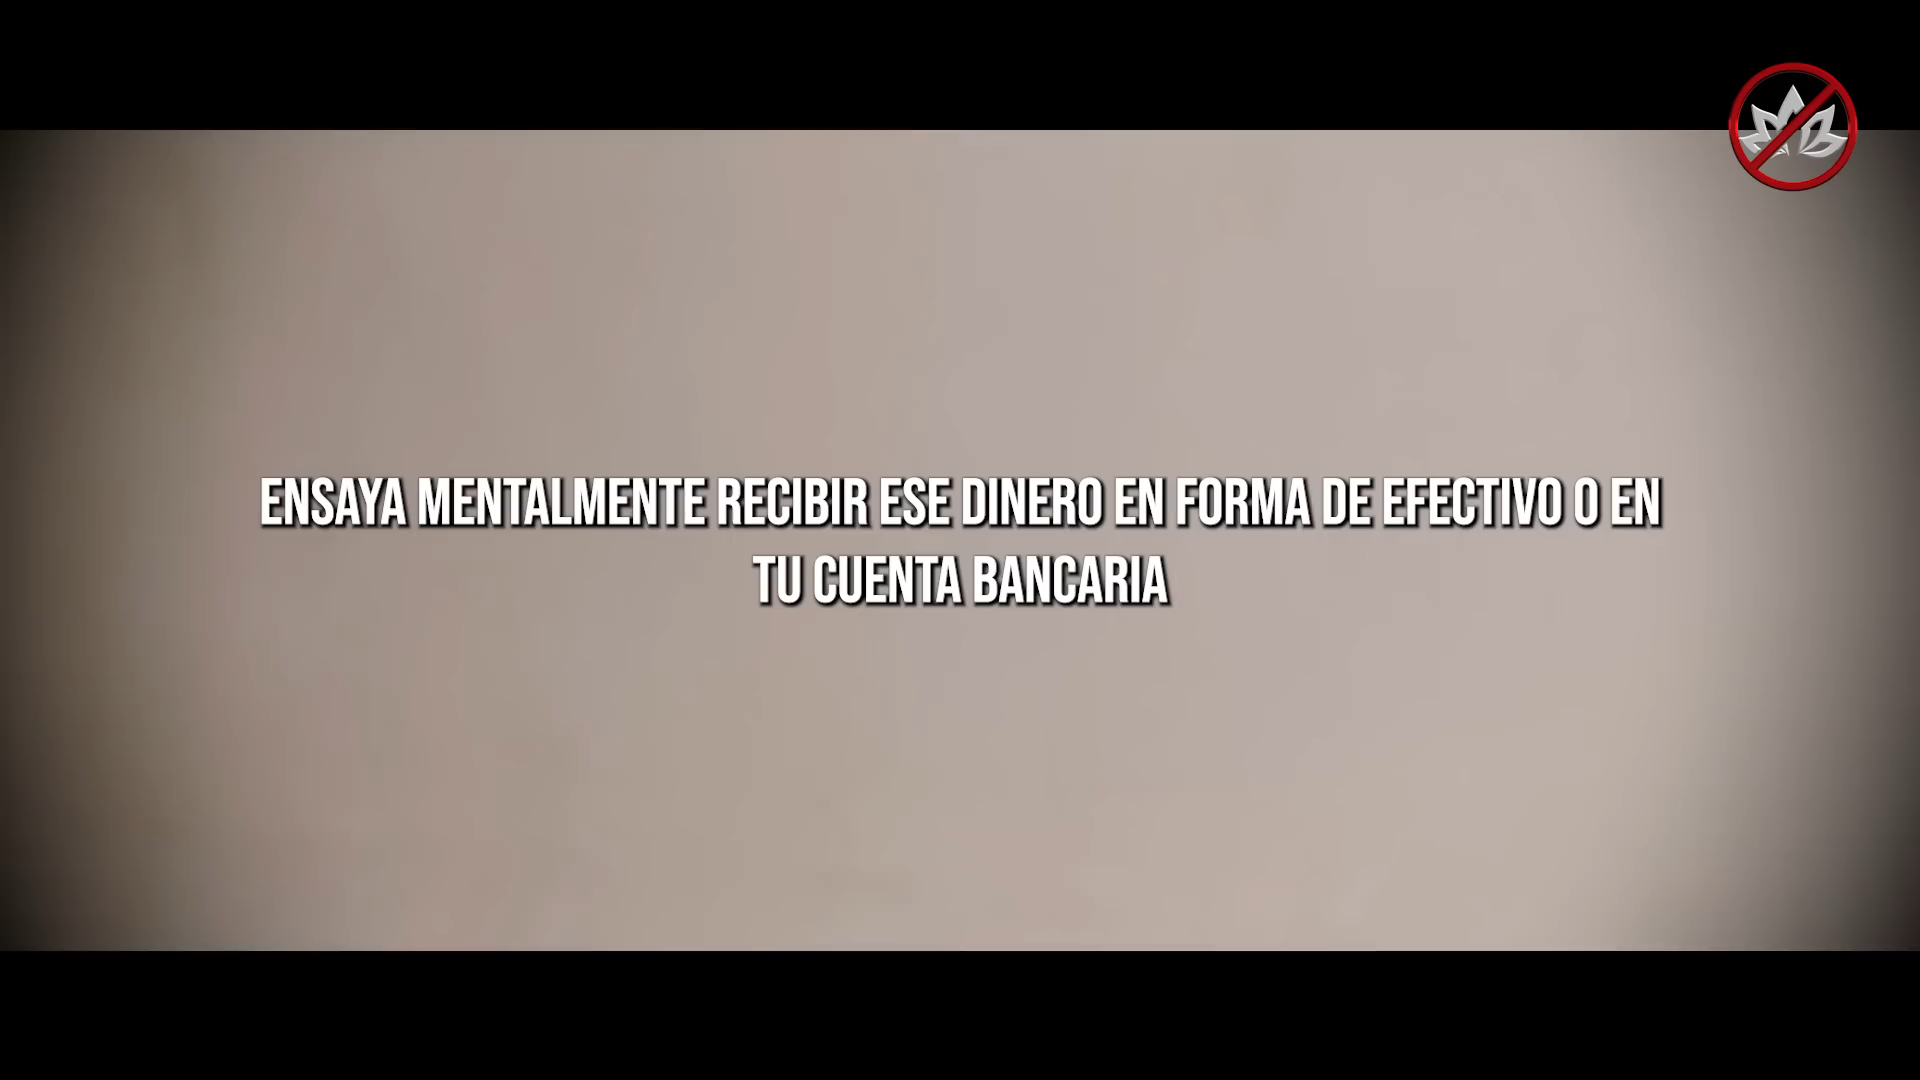 ENSAYA MENTALMENTE RECIBIR ESE DINERO EN FORMA DE EFECTIVO O EN
TU CUENTA BANCARIA